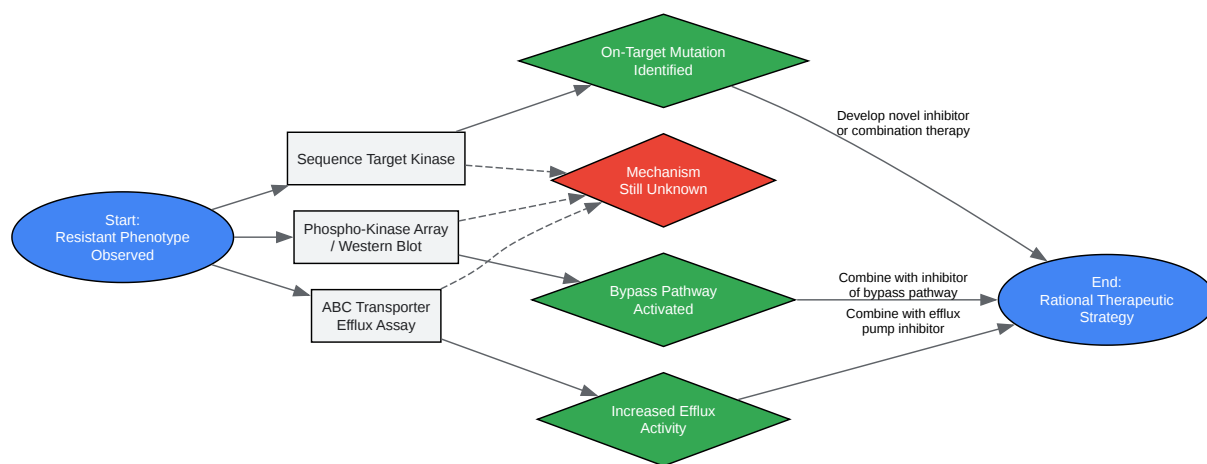 Start:
Resistant Phenotype
Observed
Sequence Target Kinase
Phospho-Kinase Array
/ Western Blot
ABC Transporter
Efflux Assay
On-Target Mutation
Identified
Mechanism
Still Unknown
Bypass Pathway
Activated
Increased Efflux
Activity
Develop novel inhibitor
or combination therapy
Combine with inhibitor
of bypass pathway
Combine with efflux
pump inhibitor
End:
Rational Therapeutic
Strategy